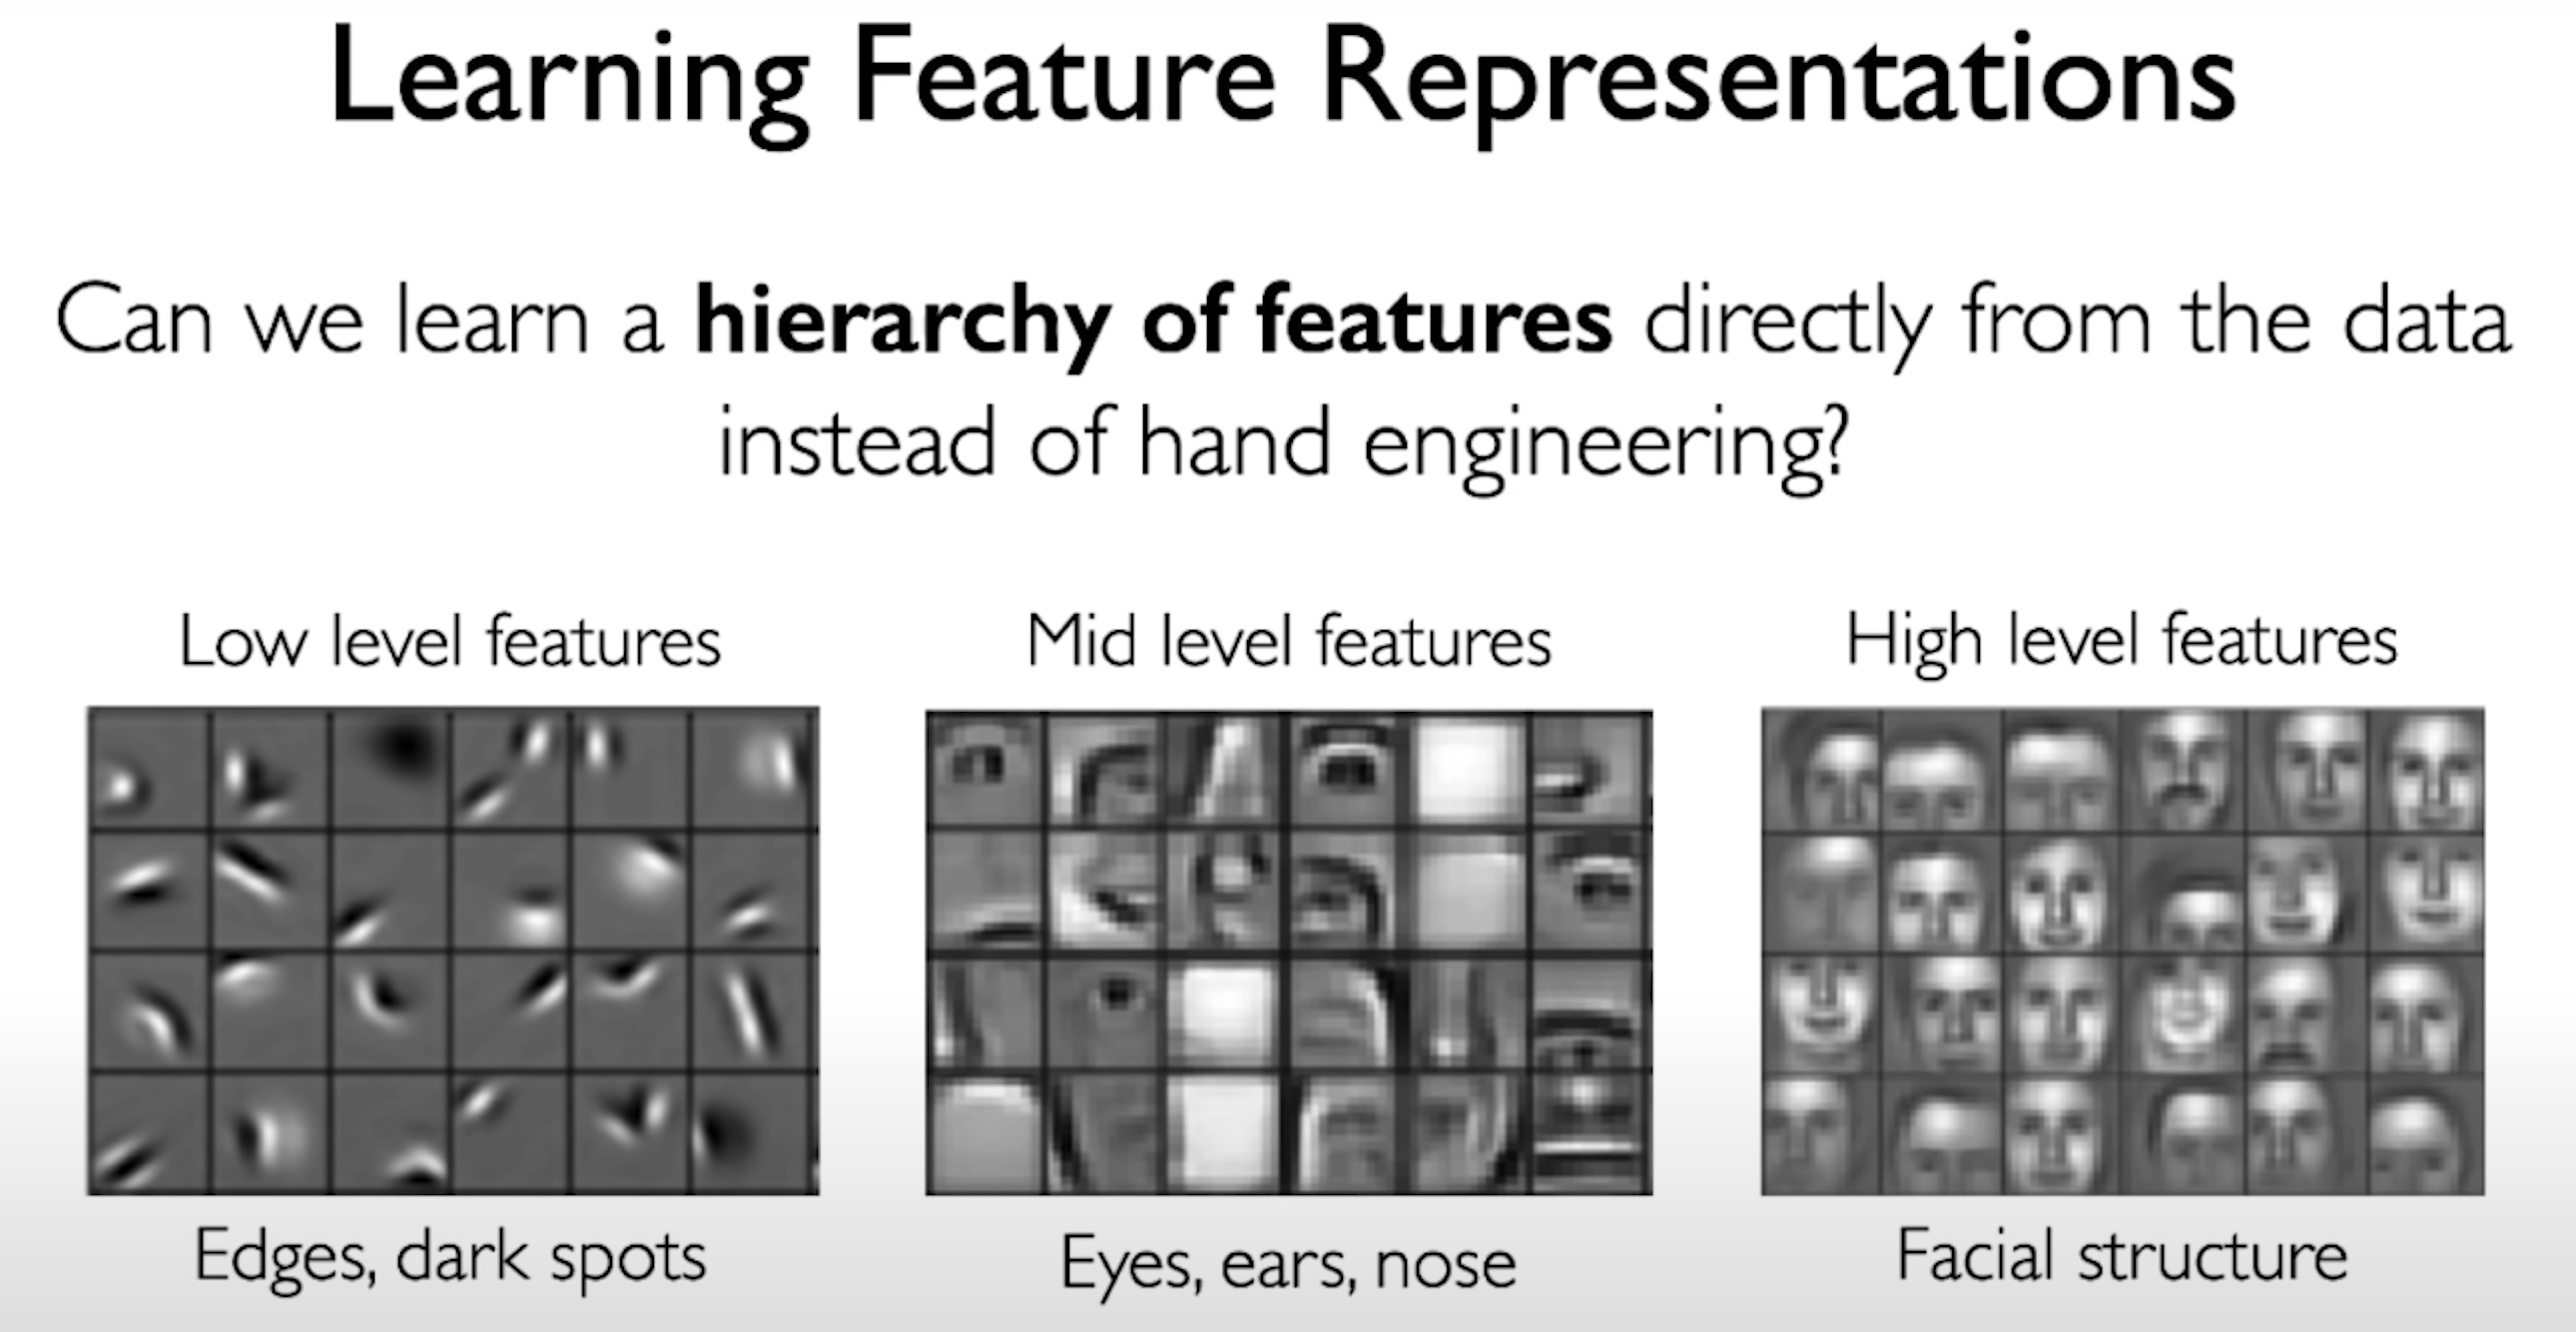 Learning Feature Representations
Can we learn a hierarchy of features directly from the data
instead of hand engineering?
Low level features
Mid level features
High level features
Edges, dark spots
Eyes, ears, nose
Facial structure